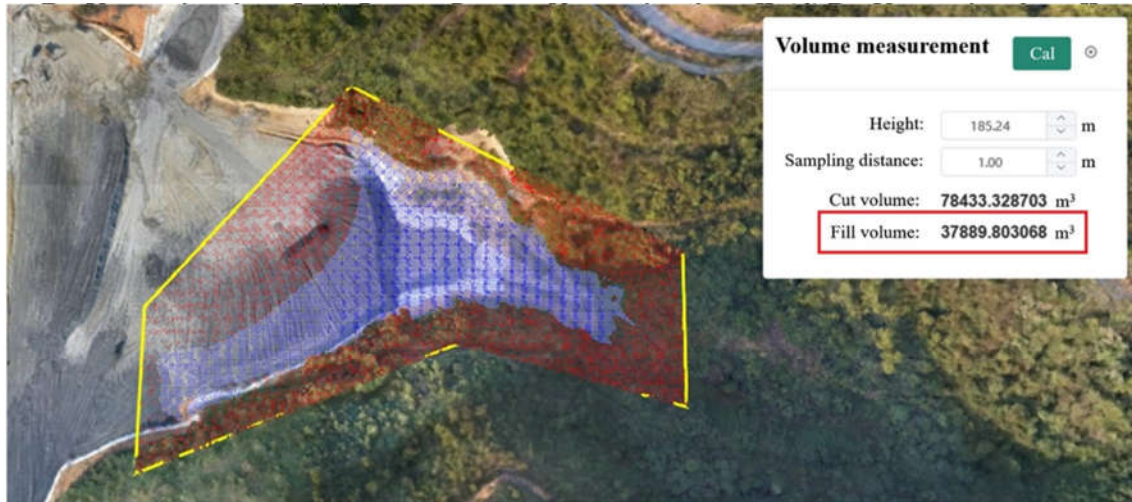 Volume measurement Cal
Height: 185.24 m
Sampling distance: 1.00 m
Cut volume: 78433.328703 m³
Fill volume: 37889.803068 m³